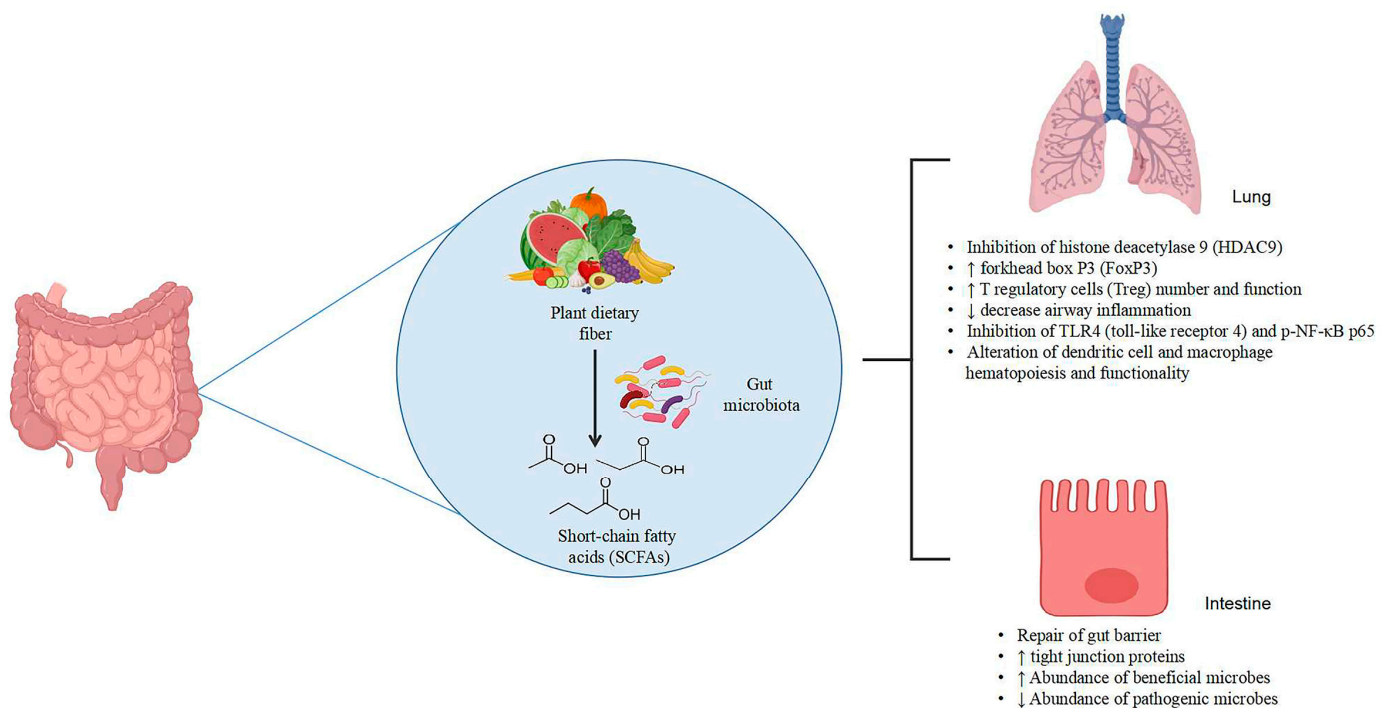 Plant dietary
fiber
Gut
microbiota
O
OH
O
OH
O
OH
Short-chain fatty
acids (SCFAs)
Lung
• Inhibition of histone deacetylase 9 (HDAC9)
• ↑ forkhead box P3 (FoxP3)
• ↑ T regulatory cells (Treg) number and function
• ↓ decrease airway inflammation
• Inhibition of TLR4 (toll-like receptor 4) and p-NF-κB p65
• Alteration of dendritic cell and macrophage
hematopoiesis and functionality
Intestine
• Repair of gut barrier
• ↑ tight junction proteins
• ↑ Abundance of beneficial microbes
• ↓ Abundance of pathogenic microbes